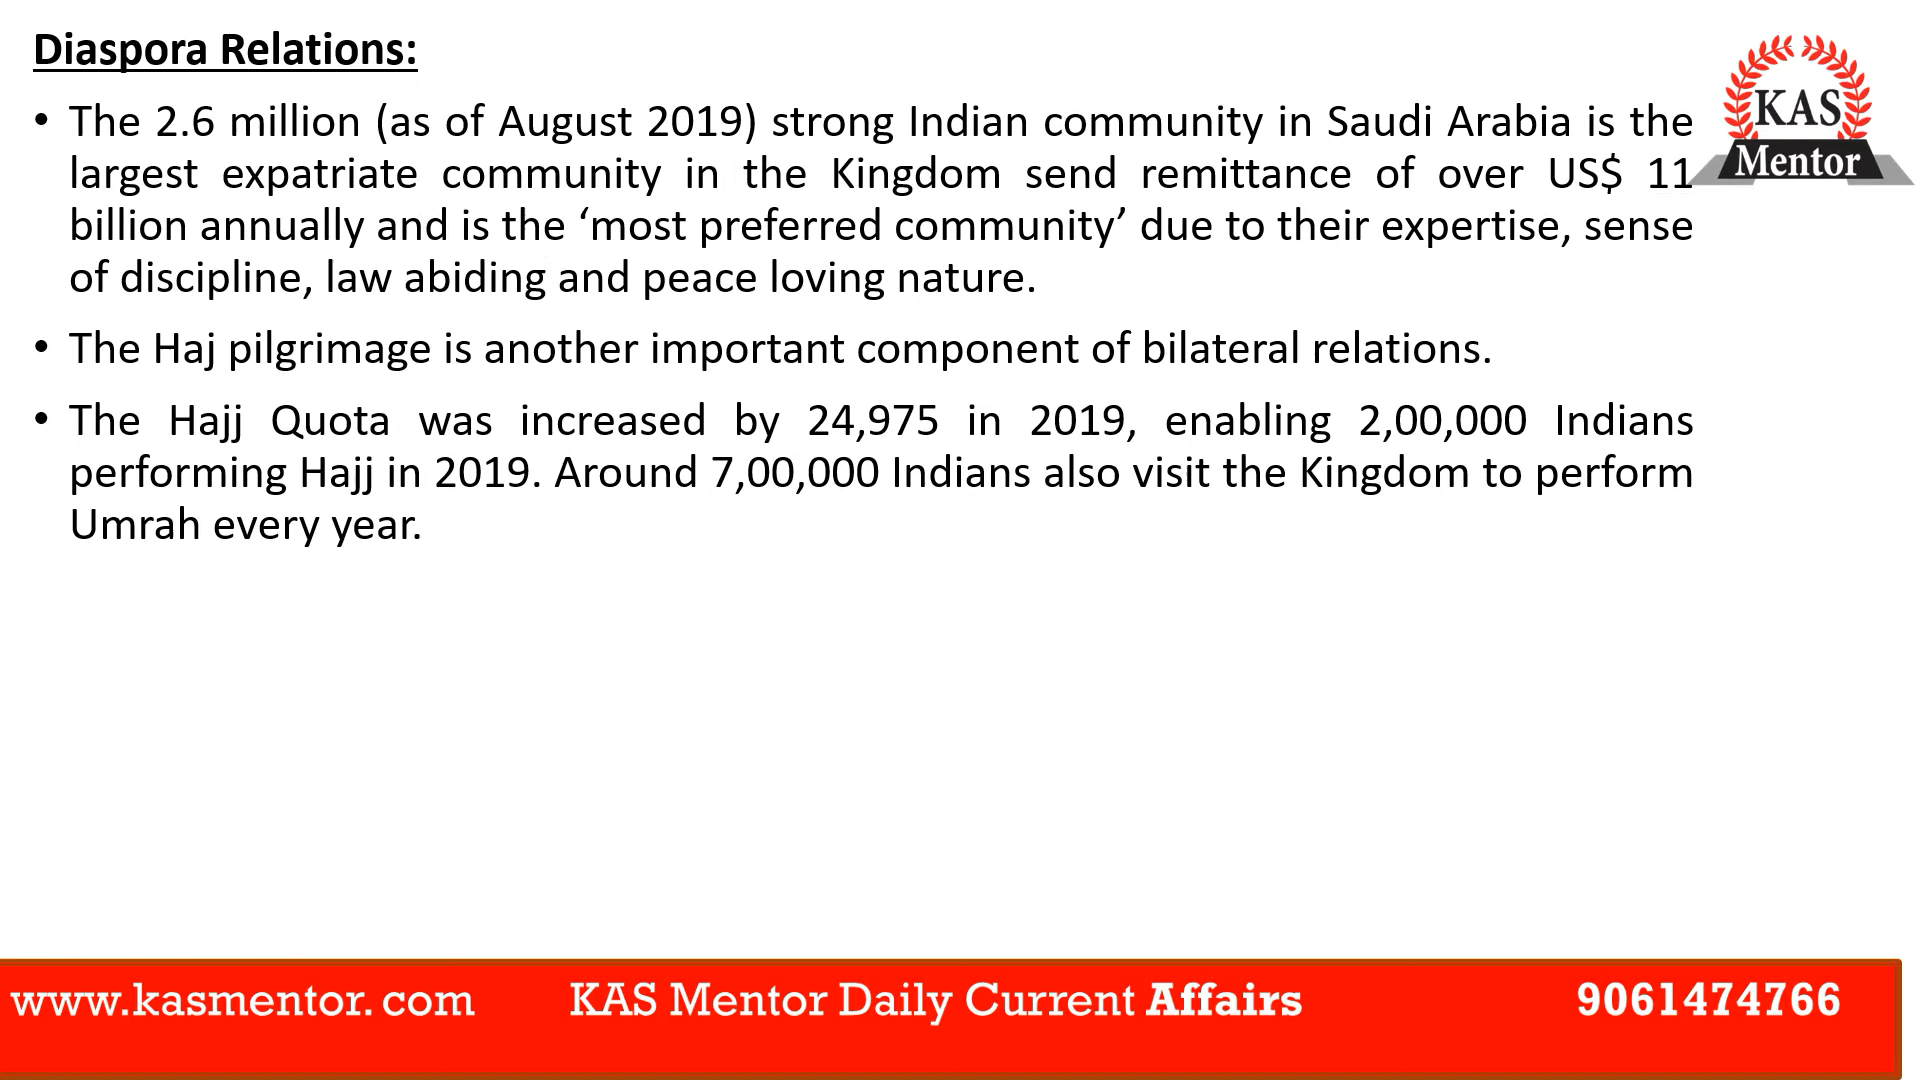 Diaspora Relations:
• The 2.6 million (as of August 2019) strong Indian community in Saudi Arabia is the
largest expatriate community in the Kingdom send remittance of over US$ 11
billion annually and is the ‘most preferred community’ due to their expertise, sense
of discipline, law abiding and peace loving nature.
• The Haj pilgrimage is another important component of bilateral relations.
• The Hajj Quota was increased by 24,975 in 2019, enabling 2,00,000 Indians
performing Hajj in 2019. Around 7,00,000 Indians also visit the Kingdom to perform
Umrah every year.
KAS
Mentor
www.kasmentor. com KAS Mentor Daily Current Affairs 9061474766